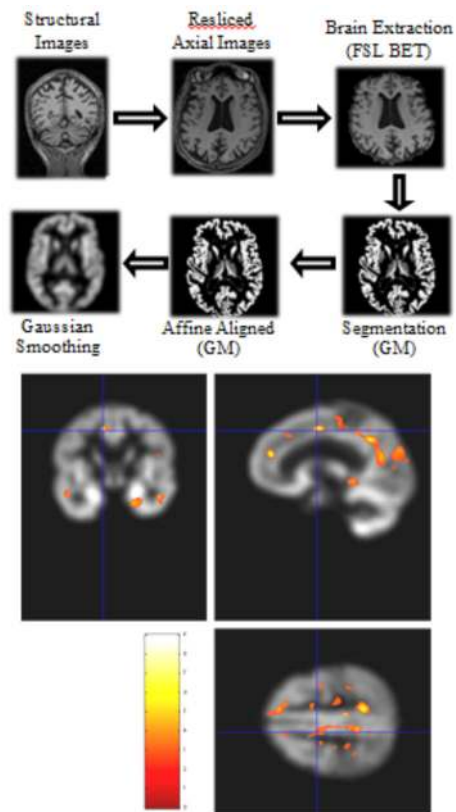 Structural
Images
Resliced
Axial Images
Brain Extraction
(FSL BET)
Gaussian
Smoothing
Affine Aligned
(GM)
Segmentation
(GM)